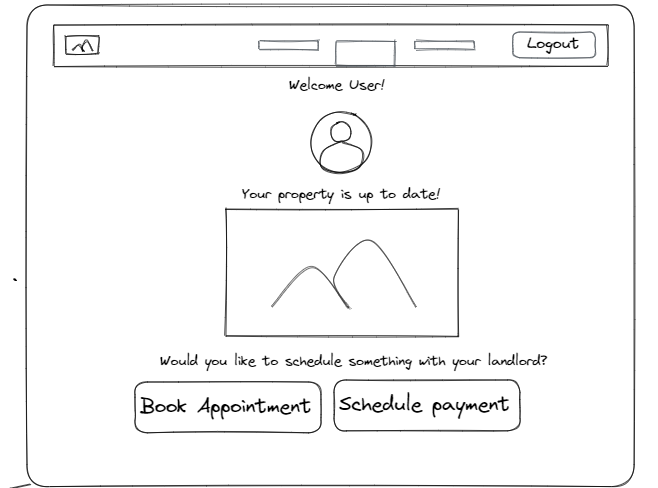 Logout
Welcome User!
Your property is up to date!
Would you like to schedule something with your landlord?
Book Appointment
Schedule payment